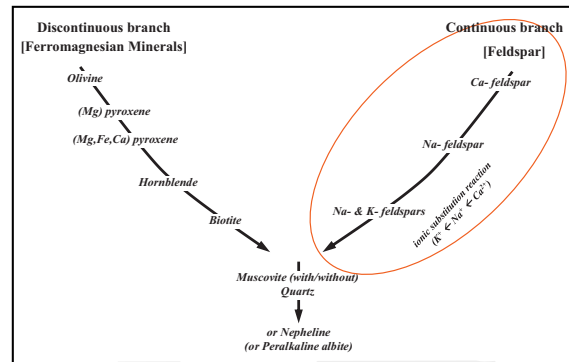 Discontinuous branch
[Ferromagnesian Minerals]
Olivine
(Mg) pyroxene
(Mg,Fe,Ca) pyroxene
Hornblende
Biotite
Continuous branch
[Feldspar]
Ca- feldspar
Na- feldspar
Na- & K- feldspars
ionic substitution reaction
(K⁺ ← Na⁺ ← Ca²⁺)
Muscovite (with/without)
Quartz
or Nepheline
(or Peralkaline albite)